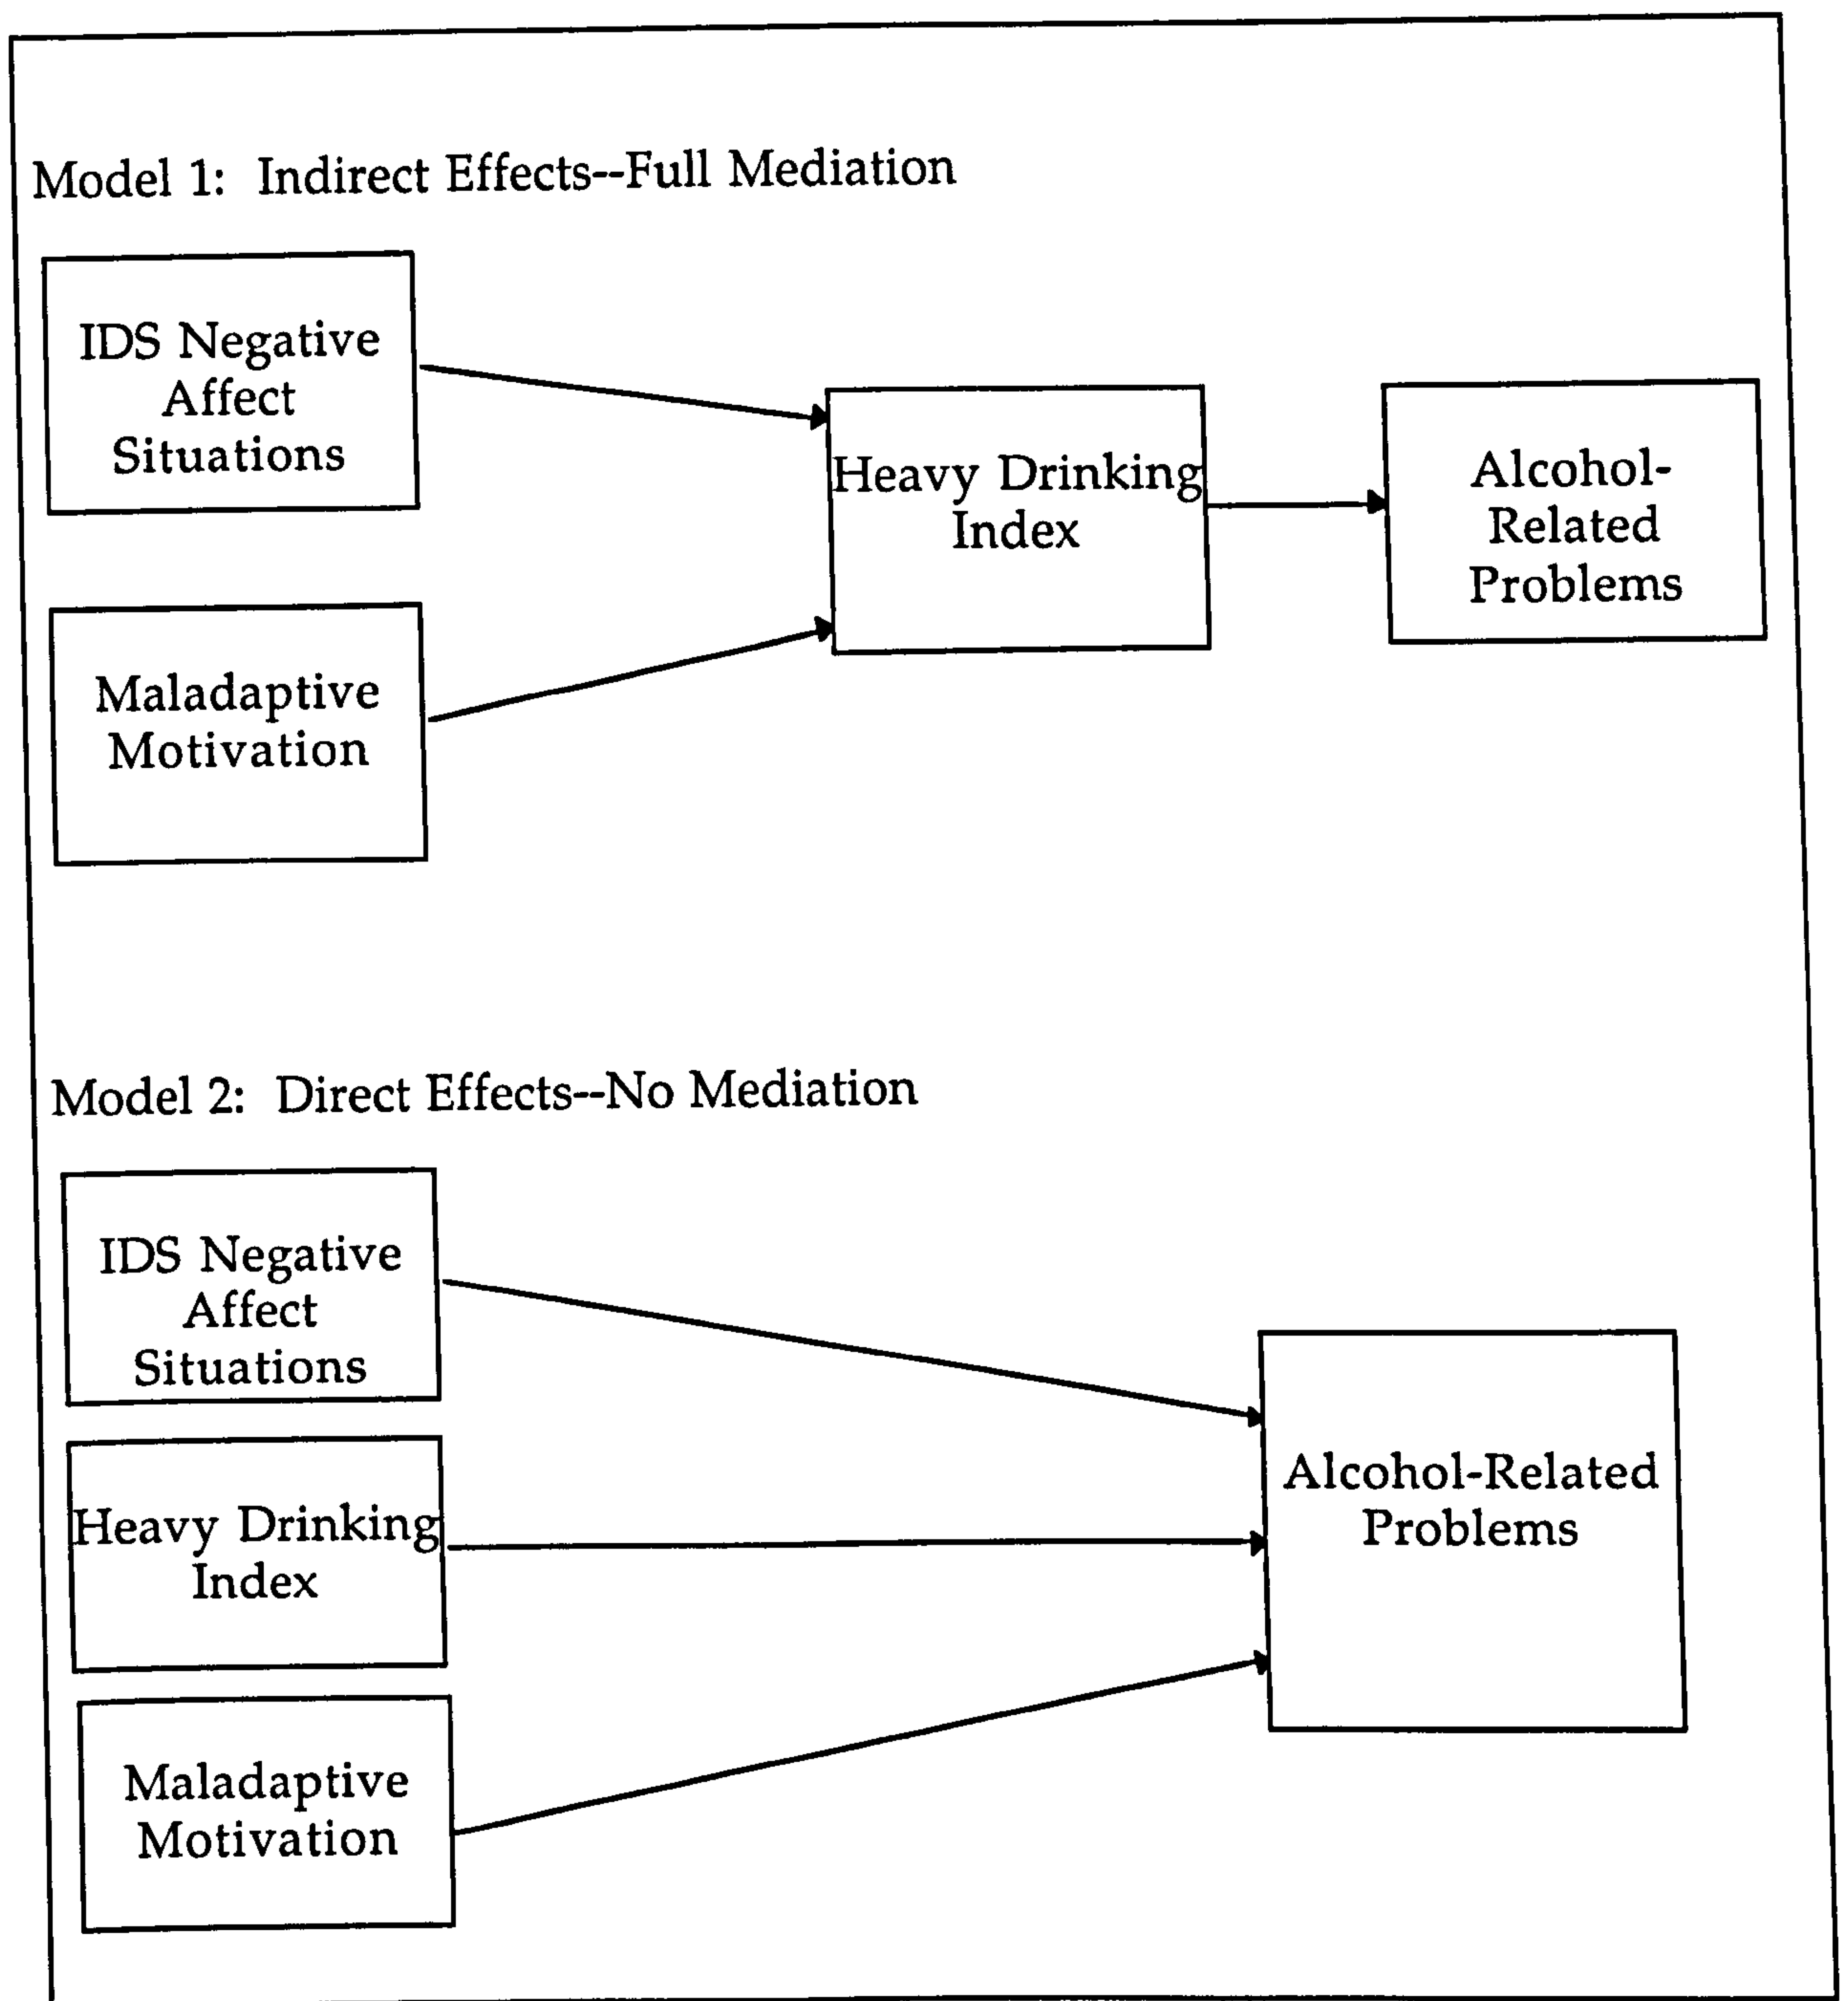 Model 1: Indirect Effects--Full Mediation
IDS Negative
Affect
Situations
Heavy Drinking
Index
Alcohol-
Related
Problems
Maladaptive
Motivation
Model 2: Direct Effects--No Mediation
IDS Negative
Affect
Situations
Heavy Drinking
Index
Alcohol-Related
Problems
Maladaptive
Motivation